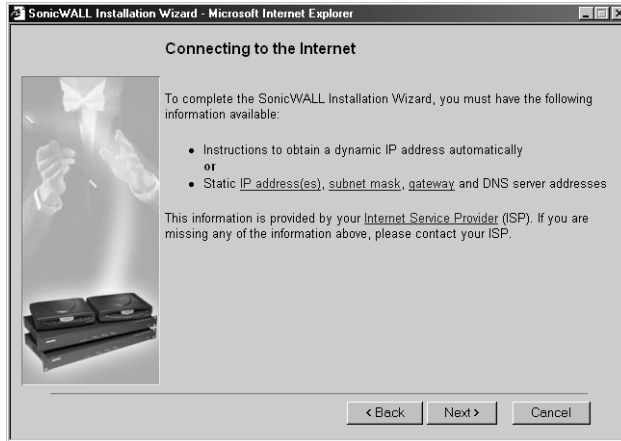 SonicWALL Installation Wizard - Microsoft Internet Explorer
Connecting to the Internet
To complete the SonicWALL Installation Wizard, you must have the following
information available:
• Instructions to obtain a dynamic IP address automatically
or
• Static IP address(es), subnet mask, gateway and DNS server addresses
This information is provided by your Internet Service Provider (ISP). If you are
missing any of the information above, please contact your ISP.
< Back Next > Cancel